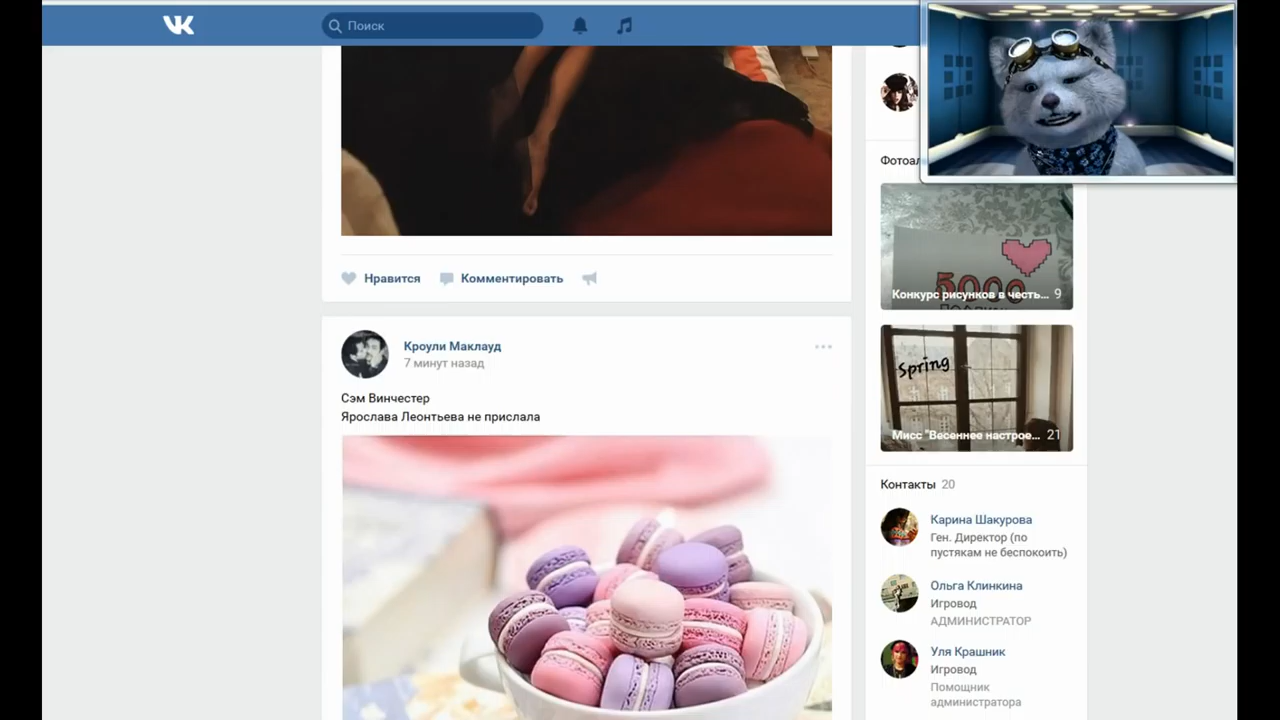 Поиск
Нравится
Комментировать
Кроули Маклауд
7 минут назад
Сэм Винчестер
Ярослава Леонтьева не прислала
Конкурс рисунков в честь... 9
5000
Spring
Мисс "Весеннее настрое... 21
Контакты 20
Карина Шакурова
Ген. Директор (по
пустякам не беспокоить)
Ольга Клинкина
Игровод
АДМИНИСТРАТОР
Уля Крашник
Игровод
Помощник
администратора